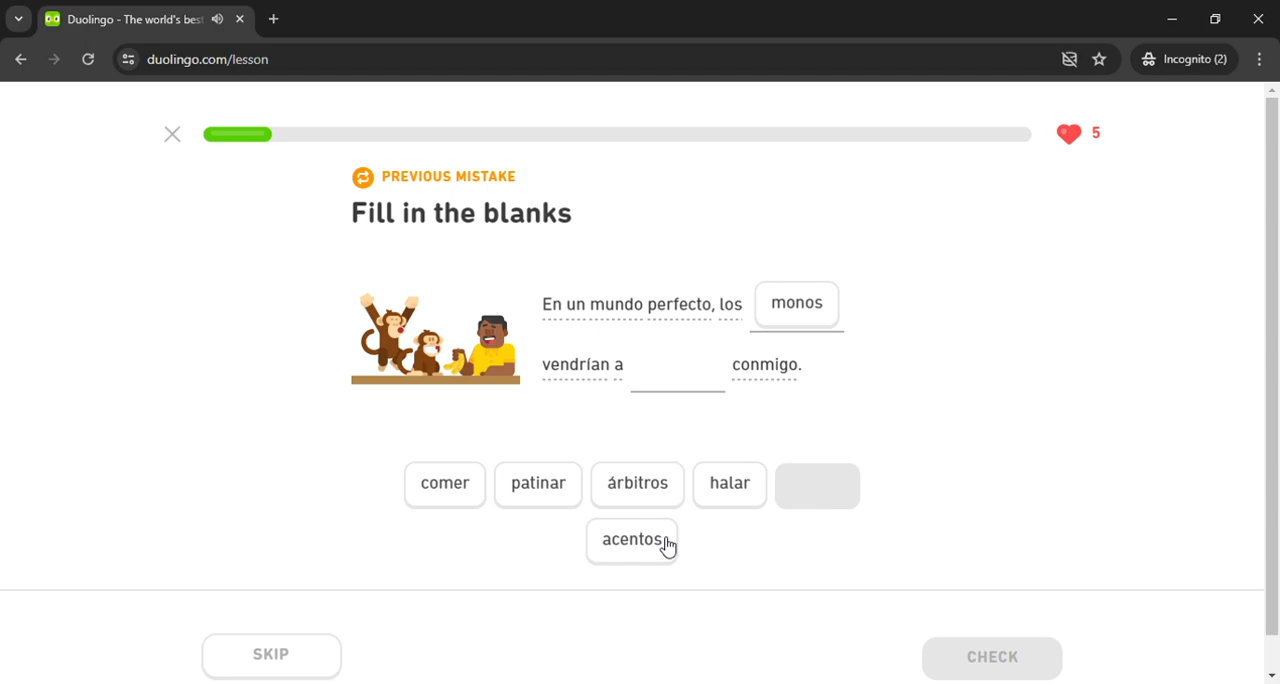 Duolingo - The world's bes
duolingo.com/lesson
Incognito (2)
5
PREVIOUS MISTAKE
Fill in the blanks
En un mundo perfecto, los monos
vendrían a conmigo.
comer patinar árbitros halar
acentos
SKIP CHECK